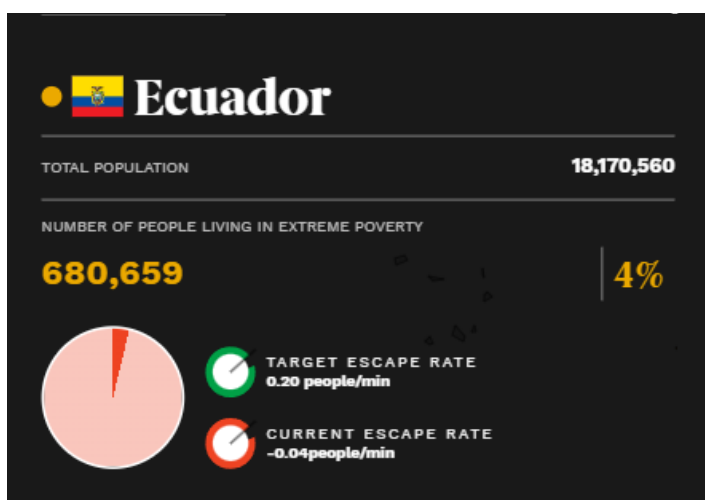 Ecuador
TOTAL POPULATION 18,170,560
NUMBER OF PEOPLE LIVING IN EXTREME POVERTY
680,659 4%
TARGET ESCAPE RATE
0.20 people/min
CURRENT ESCAPE RATE
-0.04people/min